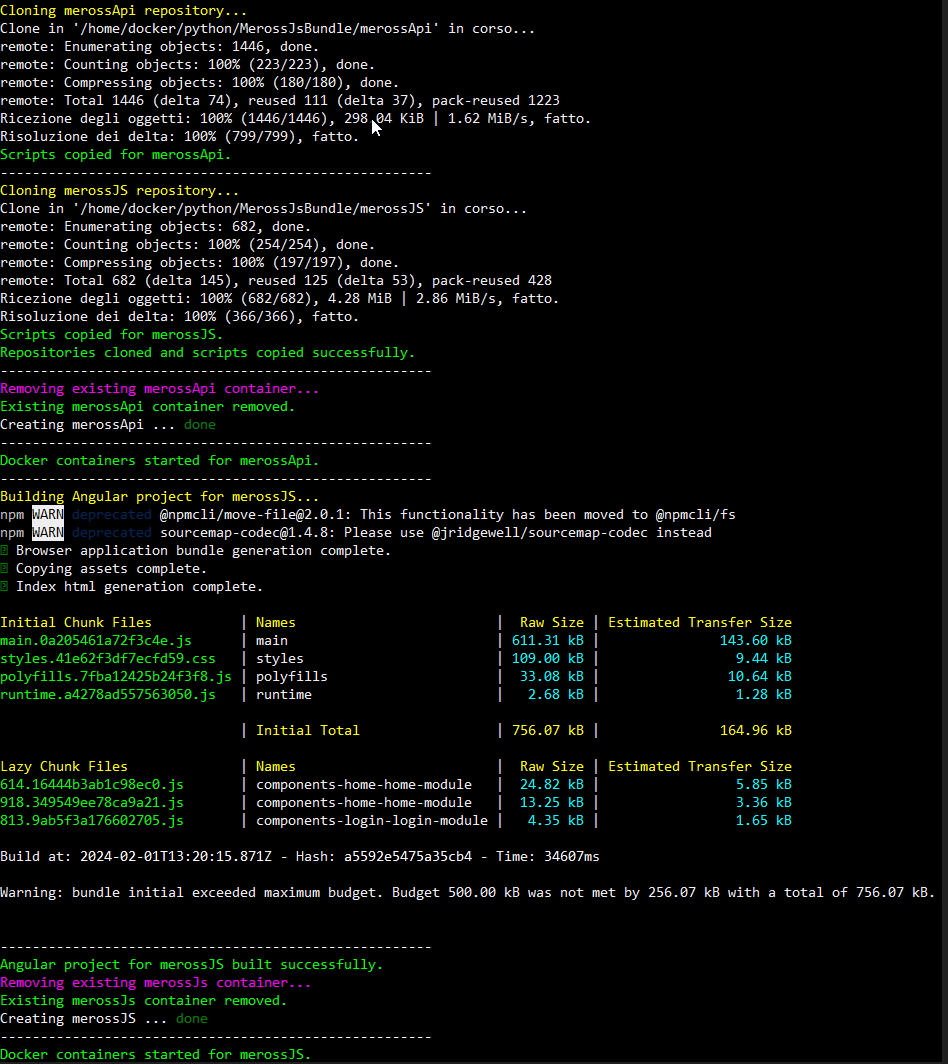 Cloning merossApi repository...
Clone in '/home/docker/python/MerossJsBundle/merossApi' in corso...
remote: Enumerating objects: 1446, done.
remote: Counting objects: 100% (223/223), done.
remote: Compressing objects: 100% (180/180), done.
remote: Total 1446 (delta 74), reused 111 (delta 37), pack-reused 1223
Ricezione degli oggetti: 100% (1446/1446), 298.04 KiB | 1.62 MiB/s, fatto.
Risoluzione dei delta: 100% (799/799), fatto.
Scripts copied for merossApi.
------------------------------------------------------
Cloning merossJS repository...
Clone in '/home/docker/python/MerossJsBundle/merossJS' in corso...
remote: Enumerating objects: 682, done.
remote: Counting objects: 100% (254/254), done.
remote: Compressing objects: 100% (197/197), done.
remote: Total 682 (delta 145), reused 125 (delta 53), pack-reused 428
Ricezione degli oggetti: 100% (682/682), 4.28 MiB | 2.86 MiB/s, fatto.
Risoluzione dei delta: 100% (366/366), fatto.
Scripts copied for merossJS.
Repositories cloned and scripts copied successfully.
------------------------------------------------------
Removing existing merossApi container...
Existing merossApi container removed.
Creating merossApi ... done
------------------------------------------------------
Docker containers started for merossApi.
------------------------------------------------------
Building Angular project for merossJS...
npm WARN deprecated @npmcli/move-file@2.0.1: This functionality has been moved to @npmcli/fs
npm WARN deprecated sourcemap-codec@1.4.8: Please use @jridgewell/sourcemap-codec instead
Browser application bundle generation complete.
Copying assets complete.
Index html generation complete.
Initial Chunk Files | Names | Raw Size | Estimated Transfer Size
main.0a205461a72f3c4e.js | main | 611.31 kB | 143.60 kB
styles.41e62f3df7ecfd59.css | styles | 109.00 kB | 9.44 kB
polyfills.7fba12425b24f3f8.js | polyfills | 33.08 kB | 10.64 kB
runtime.a4278ad557563050.js | runtime | 2.68 kB | 1.28 kB
| Initial Total | 756.07 kB | 164.96 kB
Lazy Chunk Files | Names | Raw Size | Estimated Transfer Size
614.16444b3ab1c98ec0.js | components-home-home-module | 24.82 kB | 5.85 kB
918.349549ee78ca9a21.js | components-home-home-module | 13.25 kB | 3.36 kB
813.9ab5f3a176602705.js | components-login-login-module | 4.35 kB | 1.65 kB
Build at: 2024-02-01T13:20:15.871Z - Hash: a5592e5475a35cb4 - Time: 34607ms
Warning: bundle initial exceeded maximum budget. Budget 500.00 kB was not met by 256.07 kB with a total of 756.07 kB.
------------------------------------------------------
Angular project for merossJS built successfully.
Removing existing merossJs container...
Existing merossJs container removed.
Creating merossJS ... done
------------------------------------------------------
Docker containers started for merossJS.